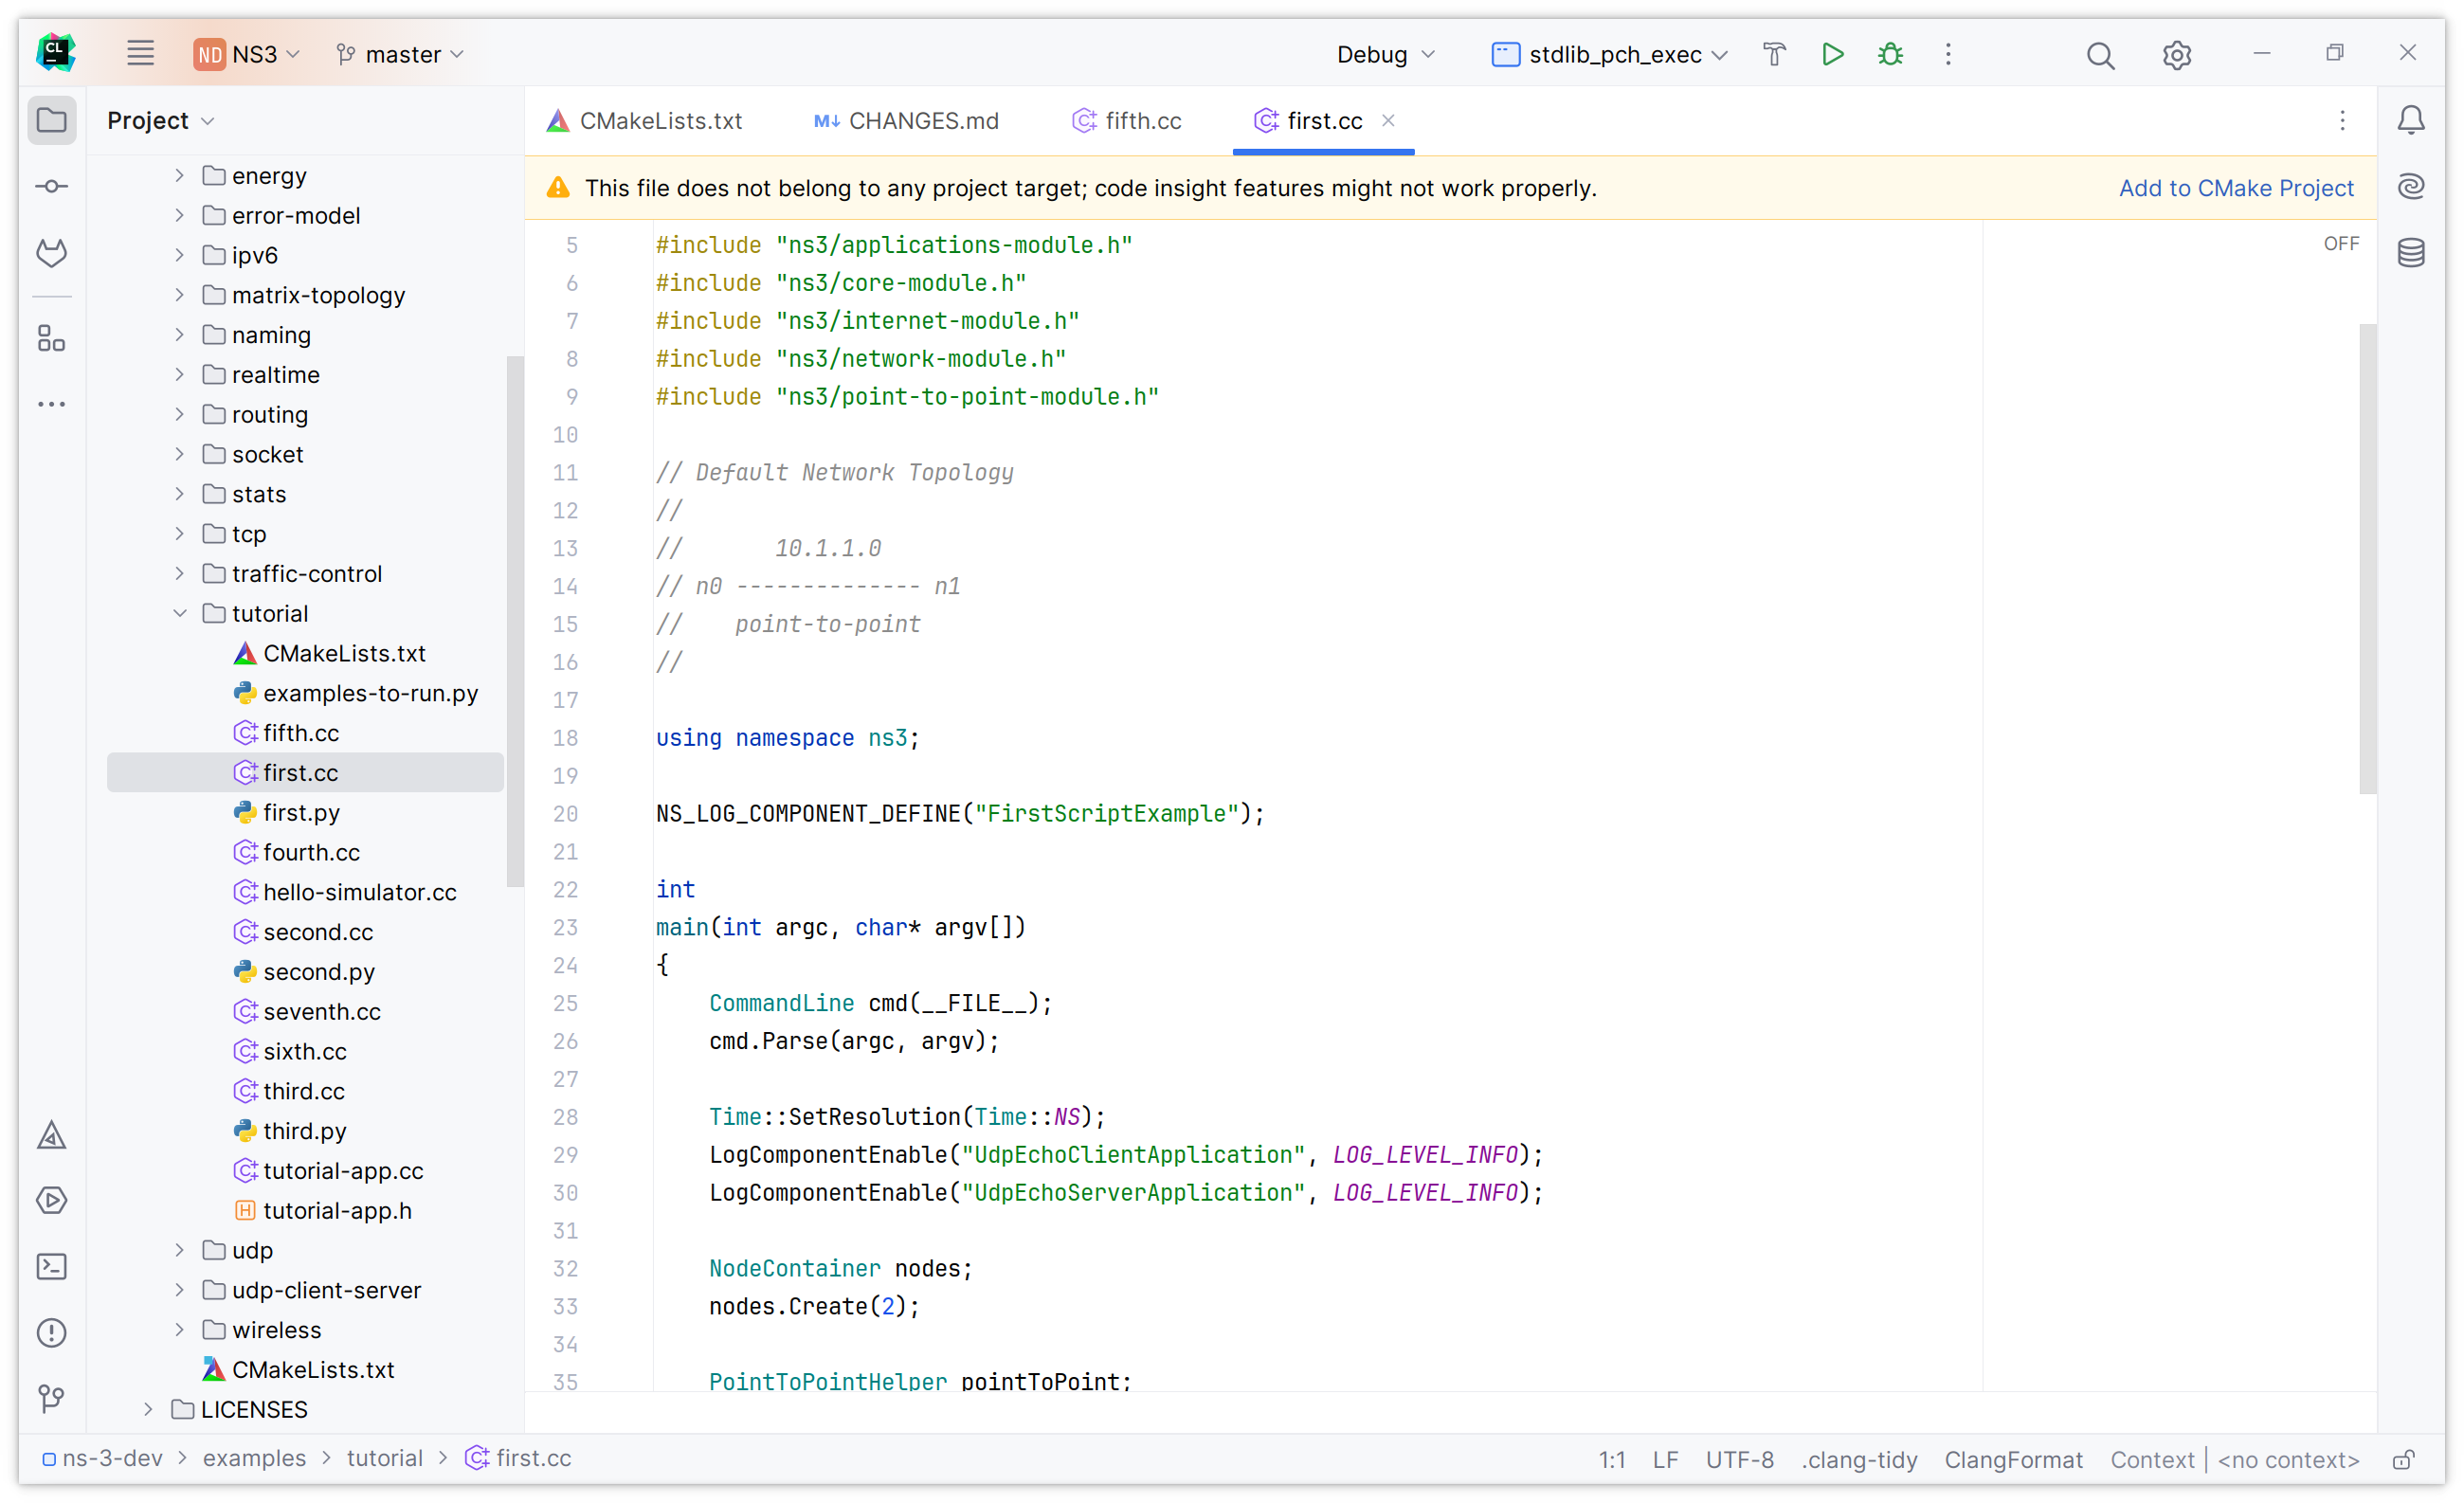 CL
ND NS3
master
Debug
stdlib_pch_exec
Project
CMakeLists.txt
CHANGES.md
fifth.cc
first.cc
This file does not belong to any project target; code insight features might not work properly.
Add to CMake Project
OFF
energy
error-model
ipv6
matrix-topology
naming
realtime
routing
socket
stats
tcp
traffic-control
tutorial
CMakeLists.txt
examples-to-run.py
fifth.cc
first.cc
first.py
fourth.cc
hello-simulator.cc
second.cc
second.py
seventh.cc
sixth.cc
third.cc
third.py
tutorial-app.cc
tutorial-app.h
udp
udp-client-server
wireless
CMakeLists.txt
LICENSES
5 #include "ns3/applications-module.h"
6 #include "ns3/core-module.h"
7 #include "ns3/internet-module.h"
8 #include "ns3/network-module.h"
9 #include "ns3/point-to-point-module.h"
10
11 // Default Network Topology
12 //
13 //       10.1.1.0
14 // n0 -------------- n1
15 //    point-to-point
16 //
17
18 using namespace ns3;
19
20 NS_LOG_COMPONENT_DEFINE("FirstScriptExample");
21
22 int
23 main(int argc, char* argv[])
24 {
25     CommandLine cmd(__FILE__);
26     cmd.Parse(argc, argv);
27
28     Time::SetResolution(Time::NS);
29     LogComponentEnable("UdpEchoClientApplication", LOG_LEVEL_INFO);
30     LogComponentEnable("UdpEchoServerApplication", LOG_LEVEL_INFO);
31
32     NodeContainer nodes;
33     nodes.Create(2);
34
35     PointToPointHelper pointToPoint;
ns-3-dev > examples > tutorial > first.cc
1:1 LF UTF-8 .clang-tidy ClangFormat Context | <no context>